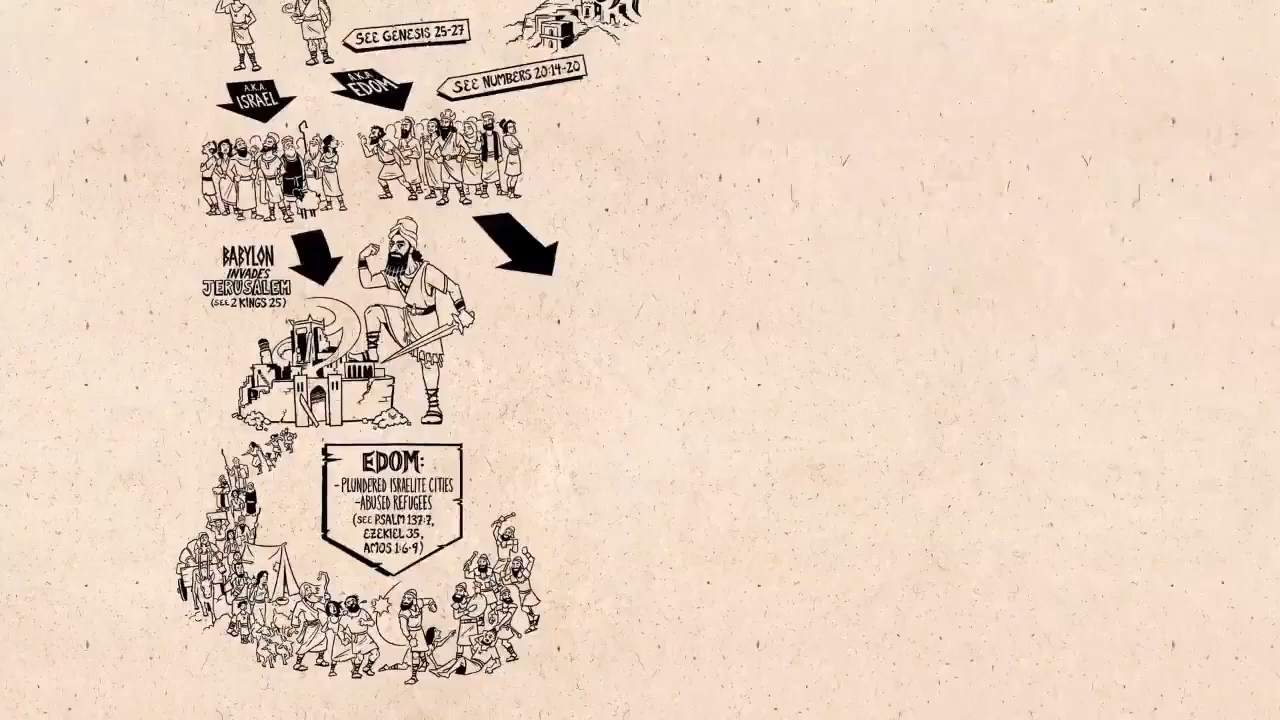 SEE GENESIS 25-27
SEE NUMBERS 20:14-20
A.K.A.
ISRAEL
A.K.A.
EDOM
BABYLON
INVADES
JERUSALEM
(SEE 2 KINGS 25)
EDOM:
-PLUNDERED ISRAELITE CITIES
-ABUSED REFUGEES
(SEE PSALM 137:7,
EZEKIEL 35,
AMOS 1:6-9)